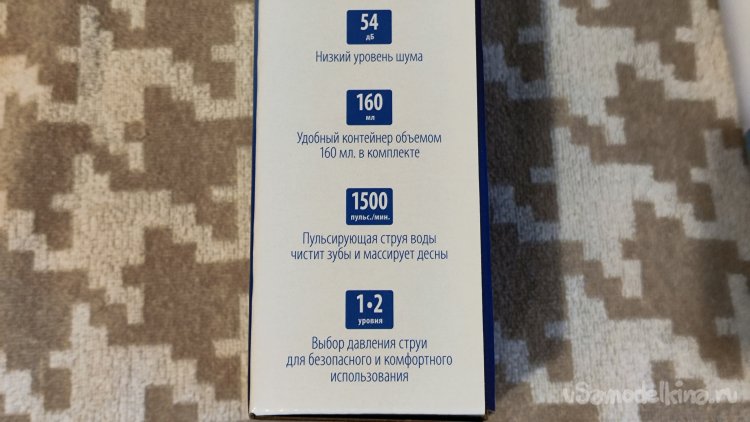 54
дБ
Низкий уровень шума
160
мл
Удобный контейнер объемом
160 мл. в комплекте
1500
пульс./мин.
Пульсирующая струя воды
чистит зубы и массирует десны
1•2
уровня
Выбор давления струи
для безопасного и комфортного
использования
uSamodelkina.ru